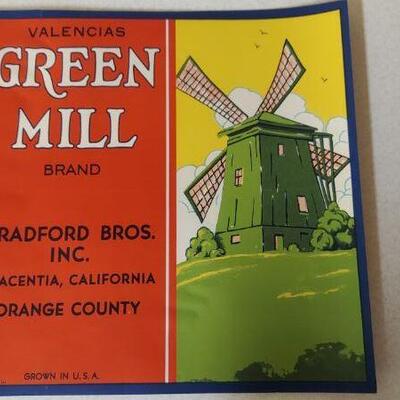 VALENCIAS
GREEN
MILL
BRAND
RADFORD BROS.
INC.
ACENTIA, CALIFORNIA
ORANGE COUNTY
GROWN IN U.S.A.